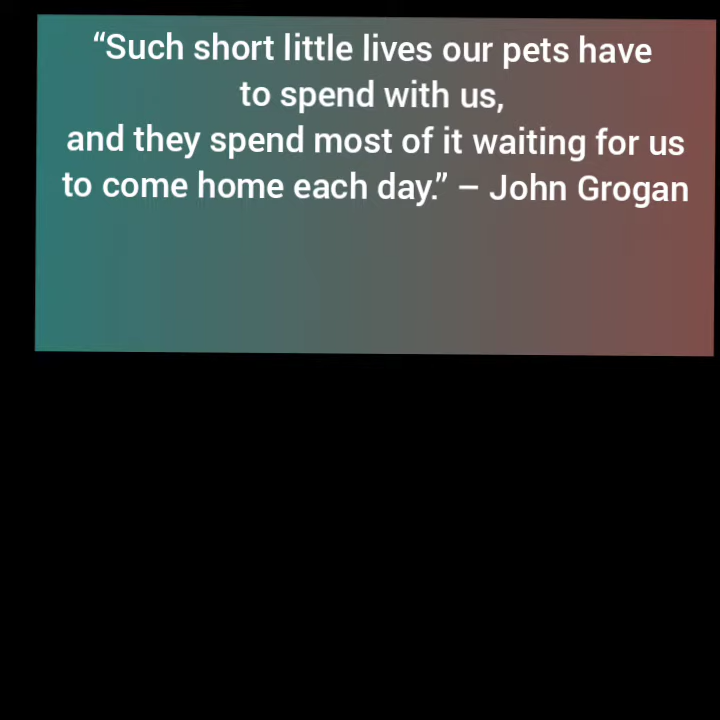 “Such short little lives our pets have
to spend with us,
and they spend most of it waiting for us
to come home each day.” – John Grogan